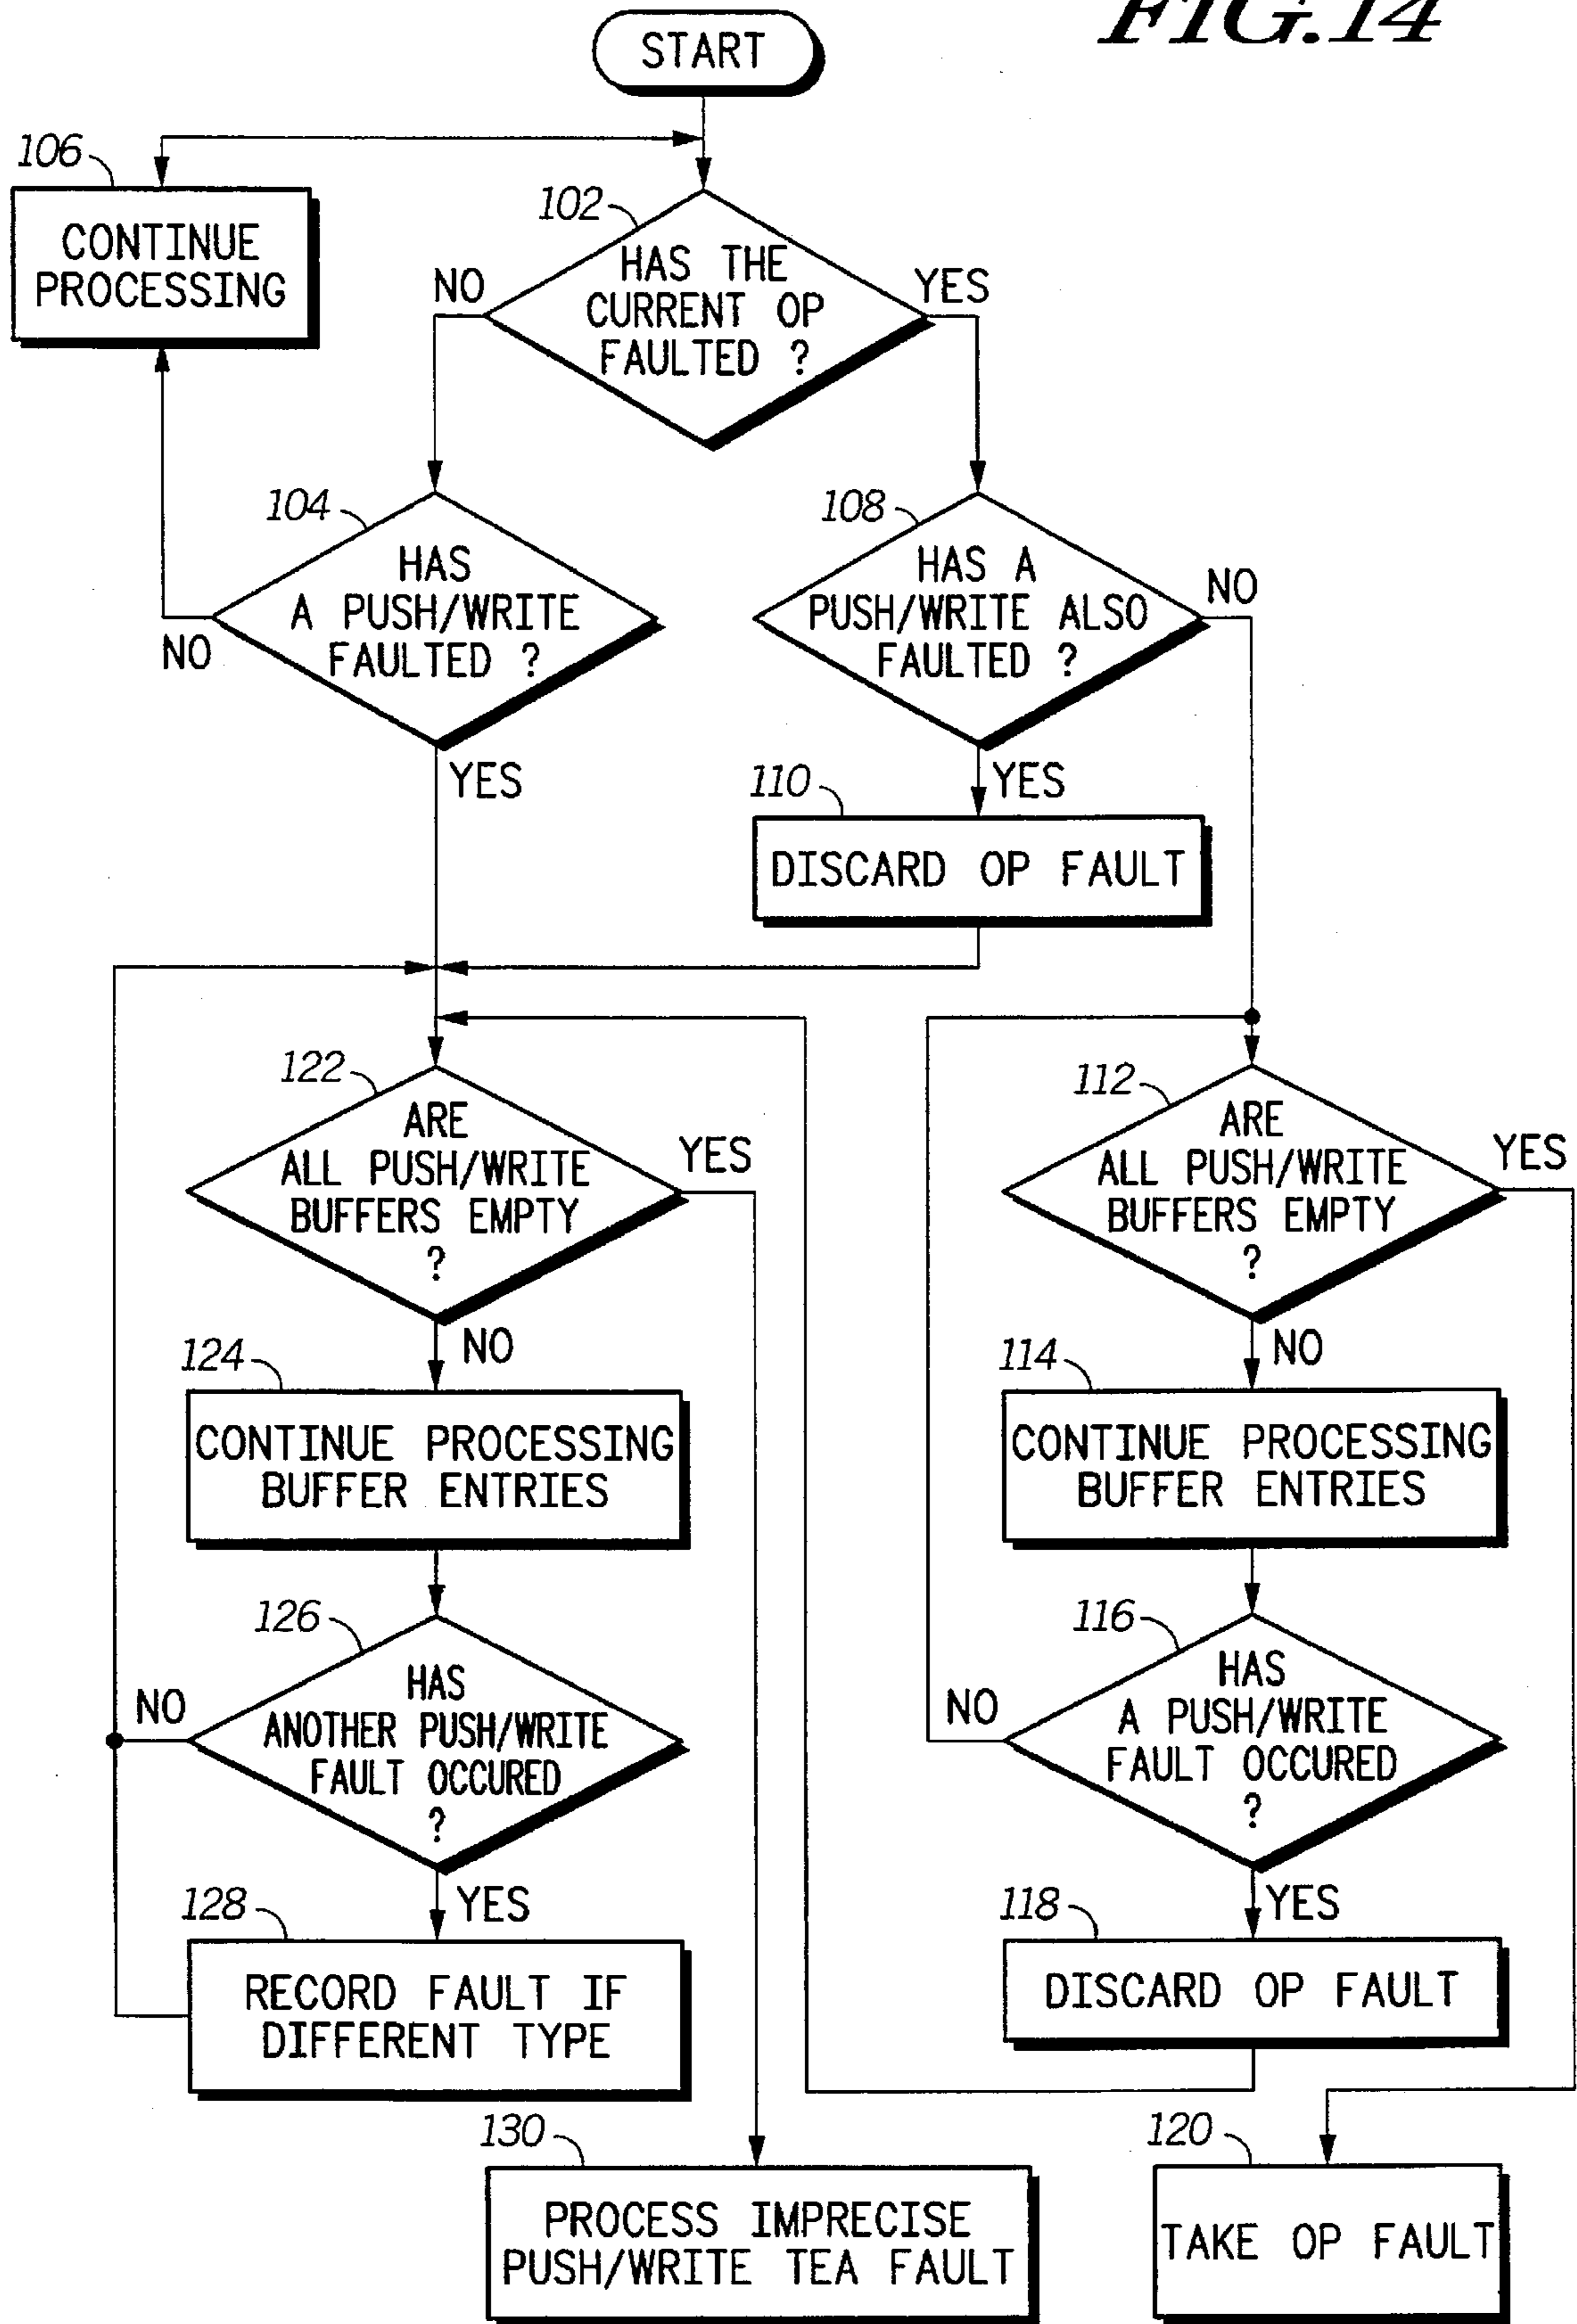 FIG.14
START
106
CONTINUE
PROCESSING
102
HAS THE
CURRENT OP
FAULTED ?
NO
YES
104
HAS
A PUSH/WRITE
FAULTED ?
NO
YES
108
HAS A
PUSH/WRITE ALSO
FAULTED ?
NO
YES
110
DISCARD OP FAULT
122
ARE
ALL PUSH/WRITE
BUFFERS EMPTY
?
YES
NO
112
ARE
ALL PUSH/WRITE
BUFFERS EMPTY
?
YES
NO
124
CONTINUE PROCESSING
BUFFER ENTRIES
114
CONTINUE PROCESSING
BUFFER ENTRIES
126
HAS
ANOTHER PUSH/WRITE
FAULT OCCURED
?
NO
YES
116
HAS
A PUSH/WRITE
FAULT OCCURED
?
NO
YES
128
RECORD FAULT IF
DIFFERENT TYPE
118
DISCARD OP FAULT
130
PROCESS IMPRECISE
PUSH/WRITE TEA FAULT
120
TAKE OP FAULT